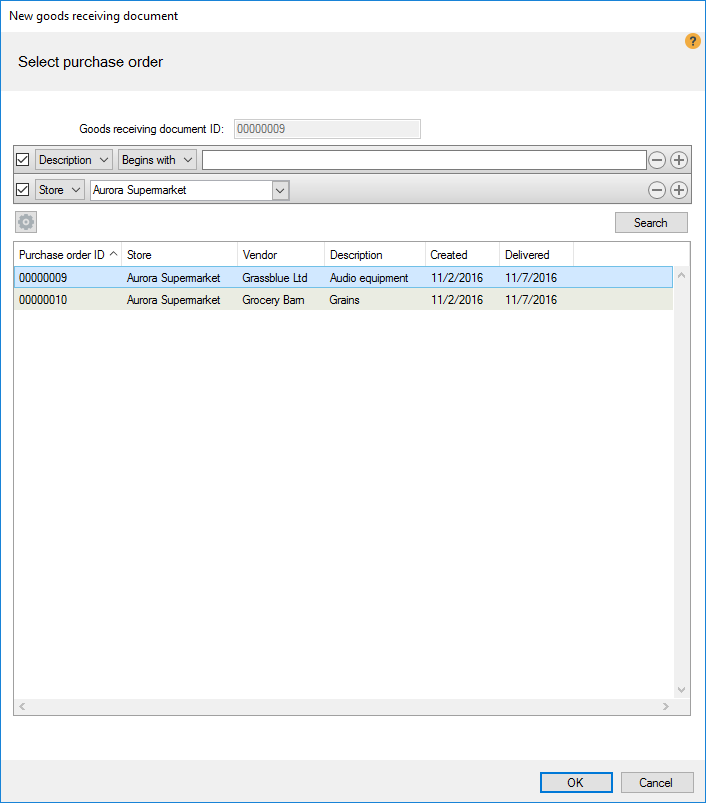 New goods receiving document
?
Select purchase order
Goods receiving document ID: 00000009
Description Begins with
Store Aurora Supermarket
Search
Purchase order ID Store Vendor Description Created Delivered
00000009 Aurora Supermarket Grassblue Ltd Audio equipment 11/2/2016 11/7/2016
00000010 Aurora Supermarket Grocery Barn Grains 11/2/2016 11/7/2016
OK Cancel